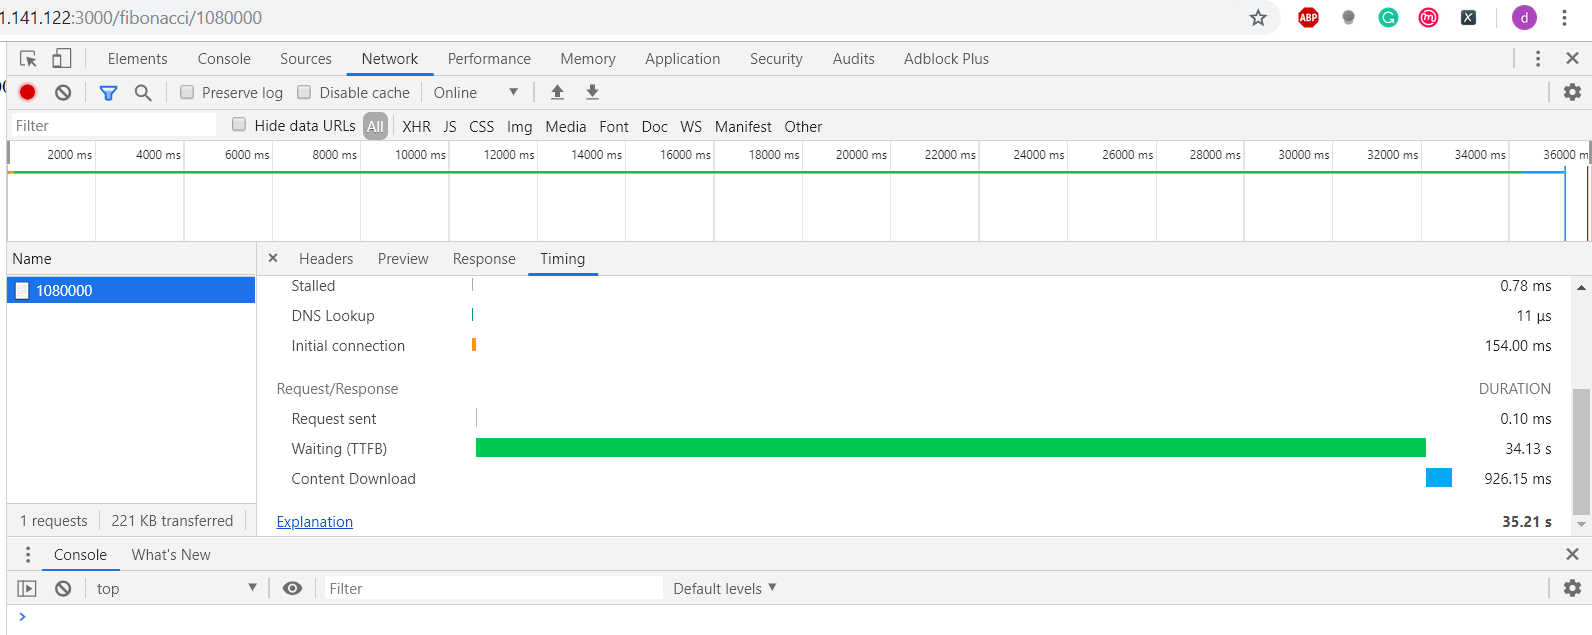 1.141.122:3000/fibonacci/1080000 ABP G m X d
Elements Console Sources Network Performance Memory Application Security Audits Adblock Plus
Preserve log Disable cache Online
Filter Hide data URLs All XHR JS CSS Img Media Font Doc WS Manifest Other
2000 ms 4000 ms 6000 ms 8000 ms 10000 ms 12000 ms 14000 ms 16000 ms 18000 ms 20000 ms 22000 ms 24000 ms 26000 ms 28000 ms 30000 ms 32000 ms 34000 ms 36000 m
Name × Headers Preview Response Timing
1080000
Stalled 0.78 ms
DNS Lookup 11 μs
Initial connection 154.00 ms
Request/Response DURATION
Request sent 0.10 ms
Waiting (TTFB) 34.13 s
Content Download 926.15 ms
1 requests 221 KB transferred
Explanation 35.21 s
Console What's New
top Filter Default levels
>